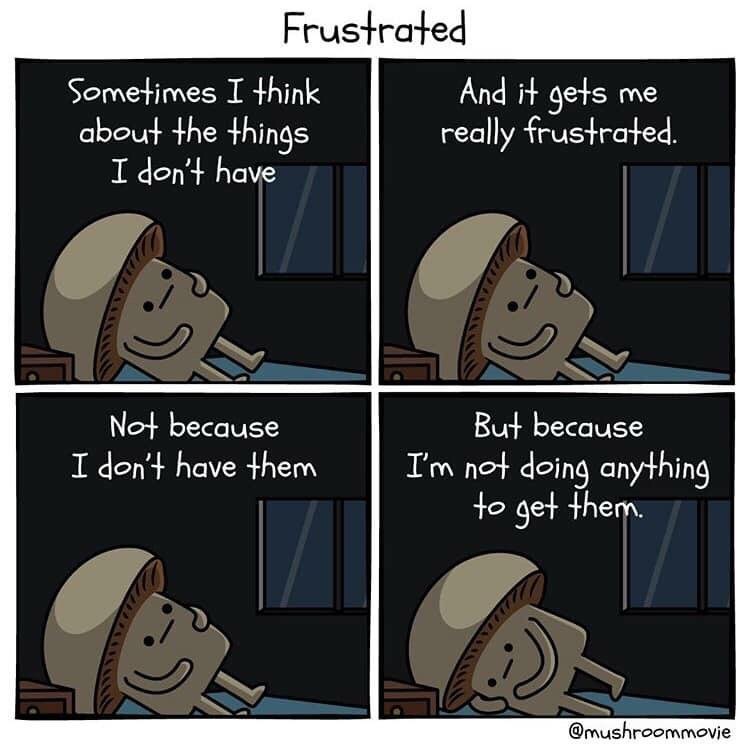 Frustrated
Sometimes I think
about the things
I don't have
And it gets me
really frustrated.
Not because
I don't have them
But because
I'm not doing anything
to get them.
@mushroommovie